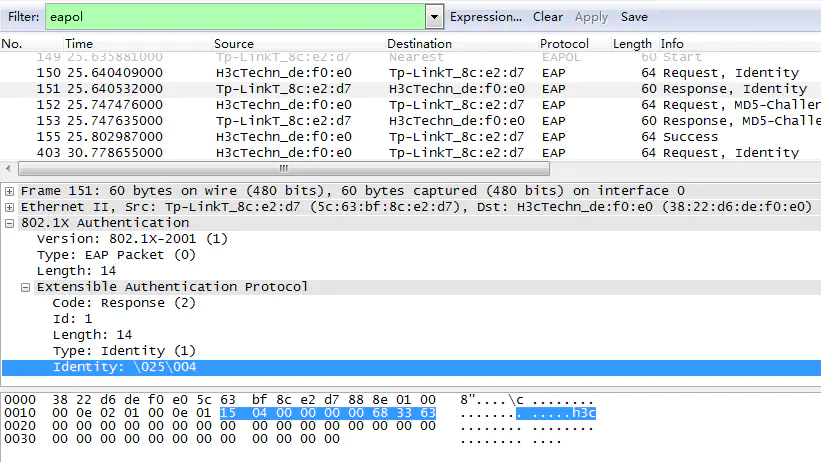 Filter: eapol Expression... Clear Apply Save
No. Time Source Destination Protocol Length Info
149 25.635881000 Tp-LinkT_8c:e2:d7 Nearest EAPOL 60 Start
150 25.640409000 H3cTechn_de:f0:e0 Tp-LinkT_8c:e2:d7 EAP 64 Request, Identity
151 25.640532000 Tp-LinkT_8c:e2:d7 H3cTechn_de:f0:e0 EAP 60 Response, Identity
152 25.747476000 H3cTechn_de:f0:e0 Tp-LinkT_8c:e2:d7 EAP 64 Request, MD5-Challen
153 25.747635000 Tp-LinkT_8c:e2:d7 H3cTechn_de:f0:e0 EAP 60 Response, MD5-Challe
155 25.802987000 H3cTechn_de:f0:e0 Tp-LinkT_8c:e2:d7 EAP 64 Success
403 30.778655000 H3cTechn_de:f0:e0 Tp-LinkT_8c:e2:d7 EAP 64 Request, Identity
Frame 151: 60 bytes on wire (480 bits), 60 bytes captured (480 bits) on interface 0
Ethernet II, Src: Tp-LinkT_8c:e2:d7 (5c:63:bf:8c:e2:d7), Dst: H3cTechn_de:f0:e0 (38:22:d6:de:f0:e0)
802.1X Authentication
Version: 802.1X-2001 (1)
Type: EAP Packet (0)
Length: 14
Extensible Authentication Protocol
Code: Response (2)
Id: 1
Length: 14
Type: Identity (1)
Identity: \025\004
0000 38 22 d6 de f0 e0 5c 63 bf 8c e2 d7 88 8e 01 00 8"....\c ........
0010 00 0e 02 01 00 0e 01 15 04 00 00 00 00 68 33 63 ........ .....h3c
0020 00 00 00 00 00 00 00 00 00 00 00 00 00 00 00 00 ........ ........
0030 00 00 00 00 00 00 00 00 00 00 00 00 ........ ....